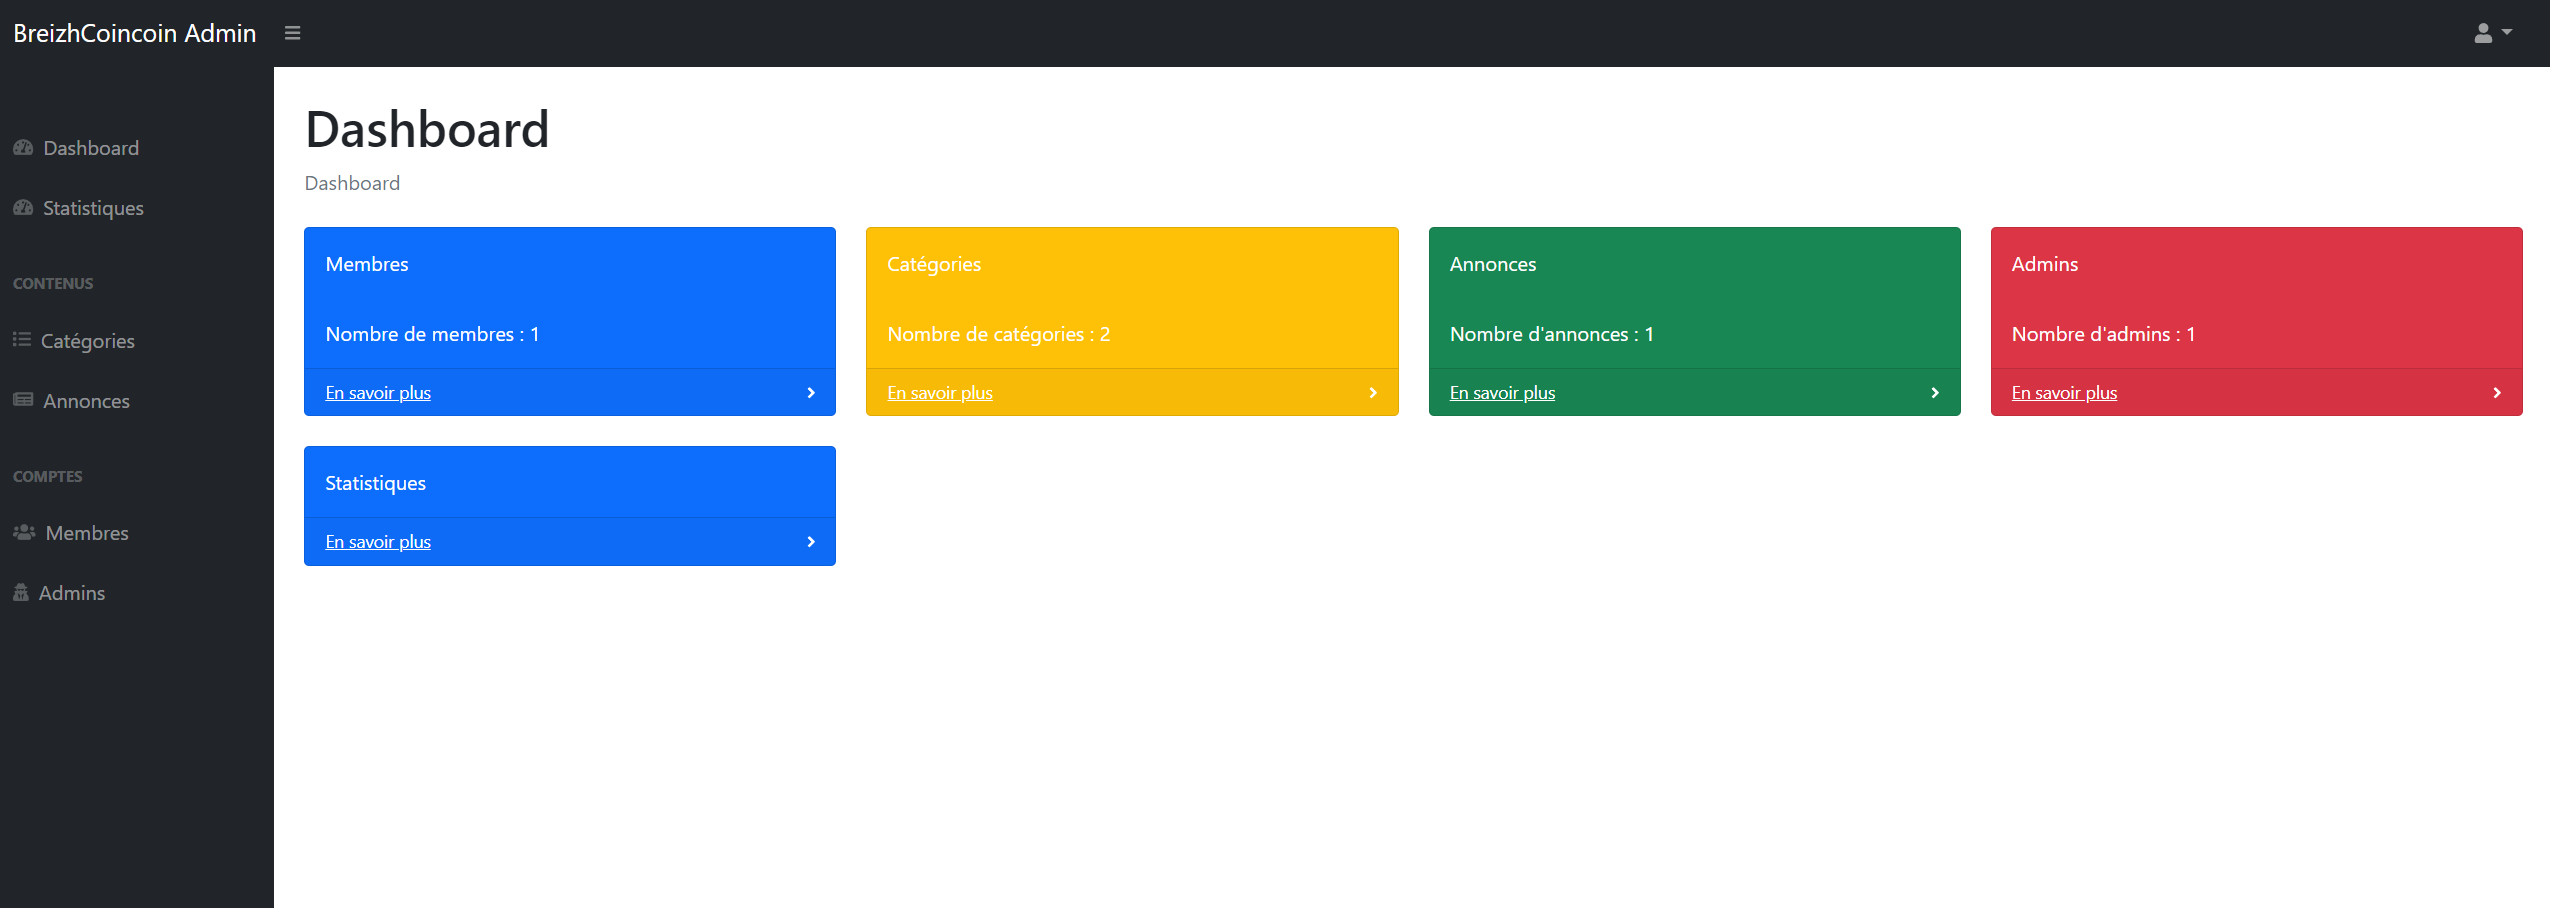 BreizhCoincoin Admin
Dashboard
Statistiques
CONTENUS
Catégories
Annonces
COMPTES
Membres
Admins
Dashboard
Dashboard
Membres
Nombre de membres : 1
En savoir plus
Catégories
Nombre de catégories : 2
En savoir plus
Annonces
Nombre d'annonces : 1
En savoir plus
Admins
Nombre d'admins : 1
En savoir plus
Statistiques
En savoir plus